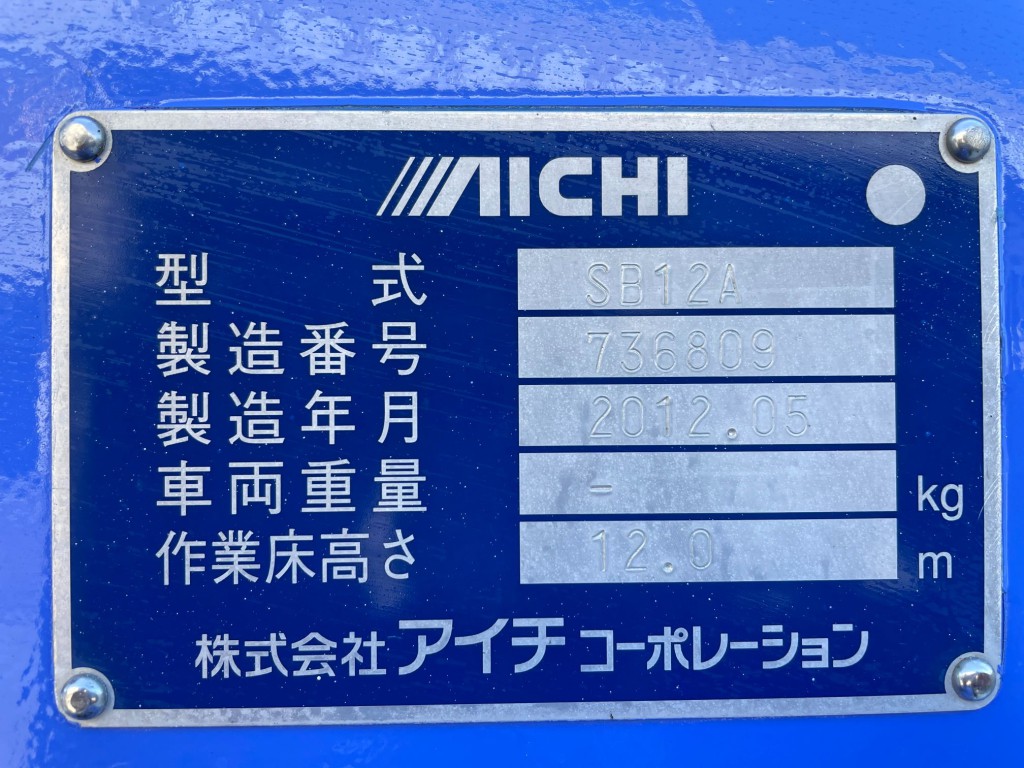 AICHI
型式 SB12A
製造番号 736809
製造年月 2012.05
車両重量 - kg
作業床高さ 12.0 m
株式会社アイチコーポレーション